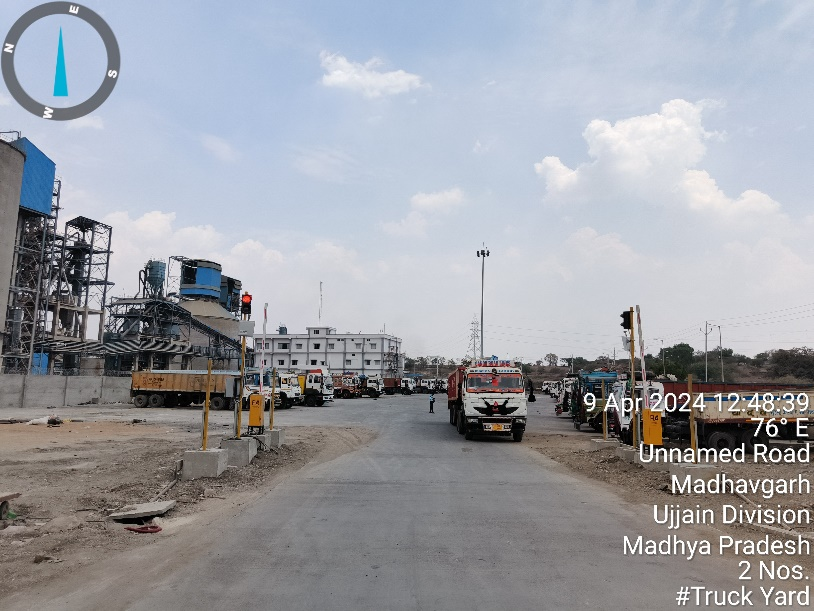 N
E
S
W
9 Apr 2024 12:48:39
76° E
Unnamed Road
Madhavgarh
Ujjain Division
Madhya Pradesh
2 Nos.
#Truck Yard